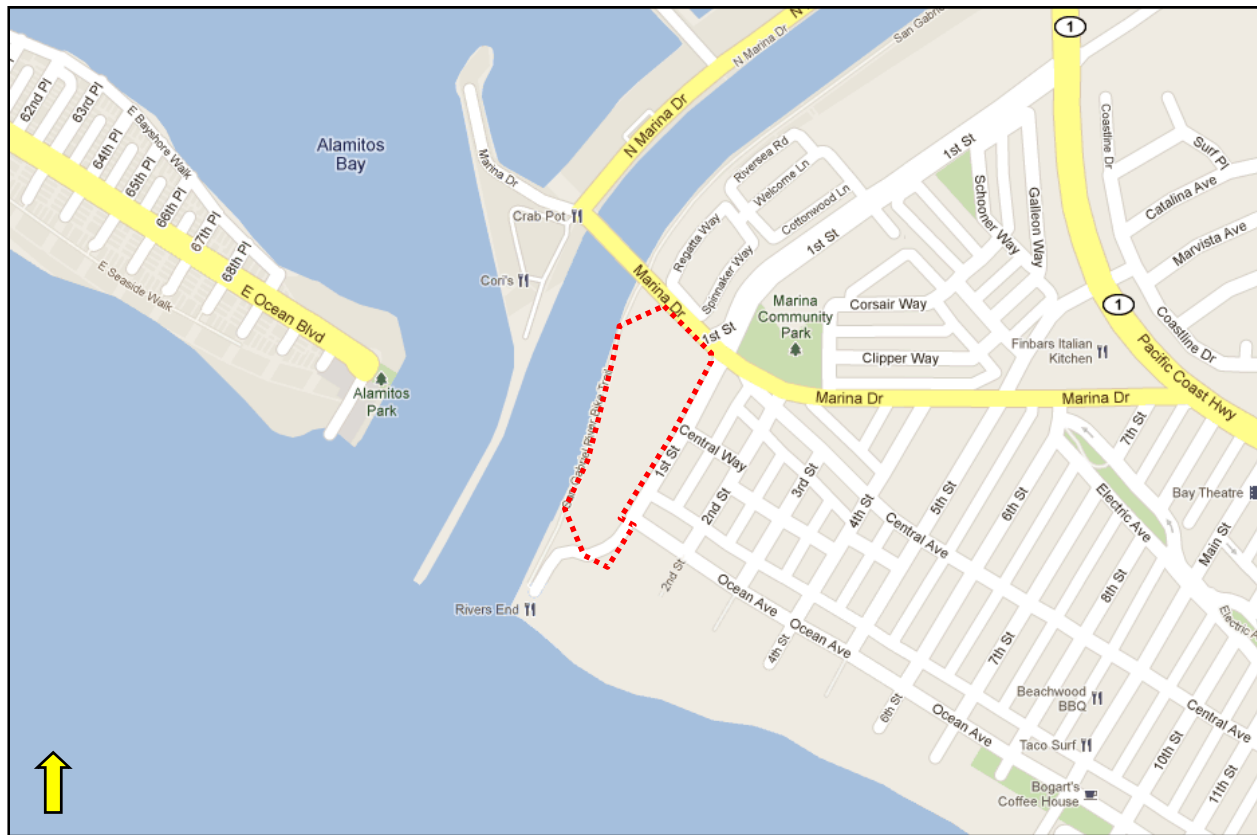 N
1
N Marina Dr
San Gabriel
62nd Pl
63rd Pl
E Bayshore Walk
64th Pl
65th Pl
66th Pl
67th Pl
68th Pl
E Seaside Walk
E Ocean Blvd
Alamitos
Bay
Marina Dr
N Marina Dr
Crab Pot
Cori's
Alamitos
Park
Riversea Rd
Welcome Ln
Cottonwood Ln
Regatta Way
Spinnaker Way
1st St
1st St
Schooner Way
Galleon Way
Coastline Dr
Surf Pl
Catalina Ave
Marvista Ave
1
Coastline Dr
Pacific Coast Hwy
Marina Dr
1st St
Marina
Community
Park
Corsair Way
Clipper Way
Finbars Italian
Kitchen
Marina Dr
Marina Dr
San Gabriel River Bike Trail
1st St
Central Way
2nd St
3rd St
4th St
5th St
6th St
7th St
Bay Theatre
Electric Ave
Main St
Central Ave
8th St
Electric A
2nd St
Ocean Ave
Ocean Ave
4th St
7th St
Rivers End
6th St
Ocean Ave
Beachwood
BBQ
Central Ave
Taco Surf
10th St
11th St
Bogart's
Coffee House